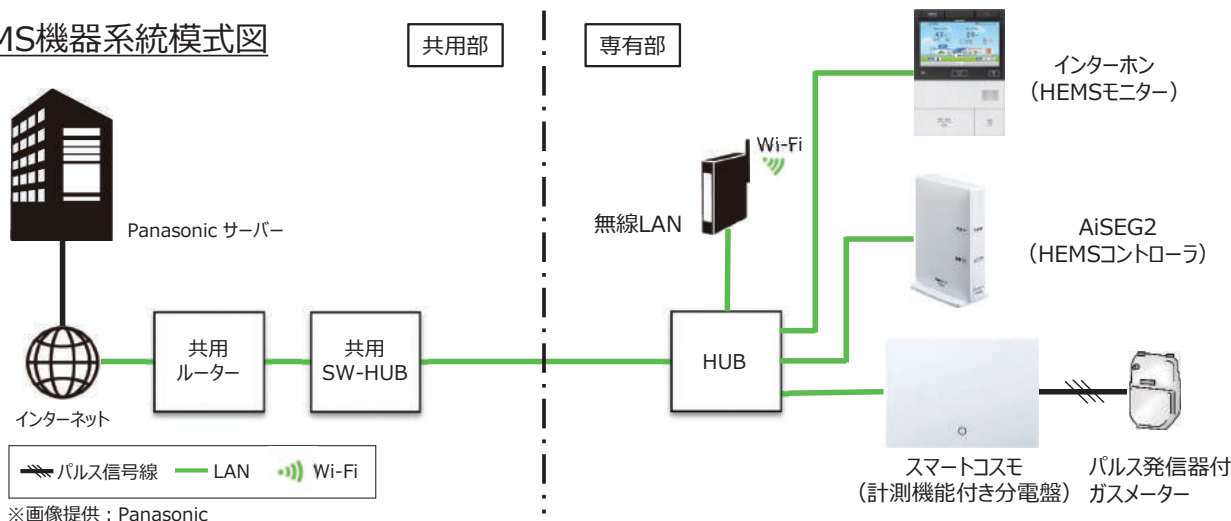 MS機器系統模式図
共用部
専有部
インターホン
（HEMSモニター）
Wi-Fi
無線LAN
Panasonic サーバー
AiSEG2
（HEMSコントローラ）
共用
ルーター
共用
SW-HUB
HUB
インターネット
パルス信号線
LAN
Wi-Fi
スマートコスモ
（計測機能付き分電盤）
パルス発信器付
ガスメーター
※画像提供：Panasonic